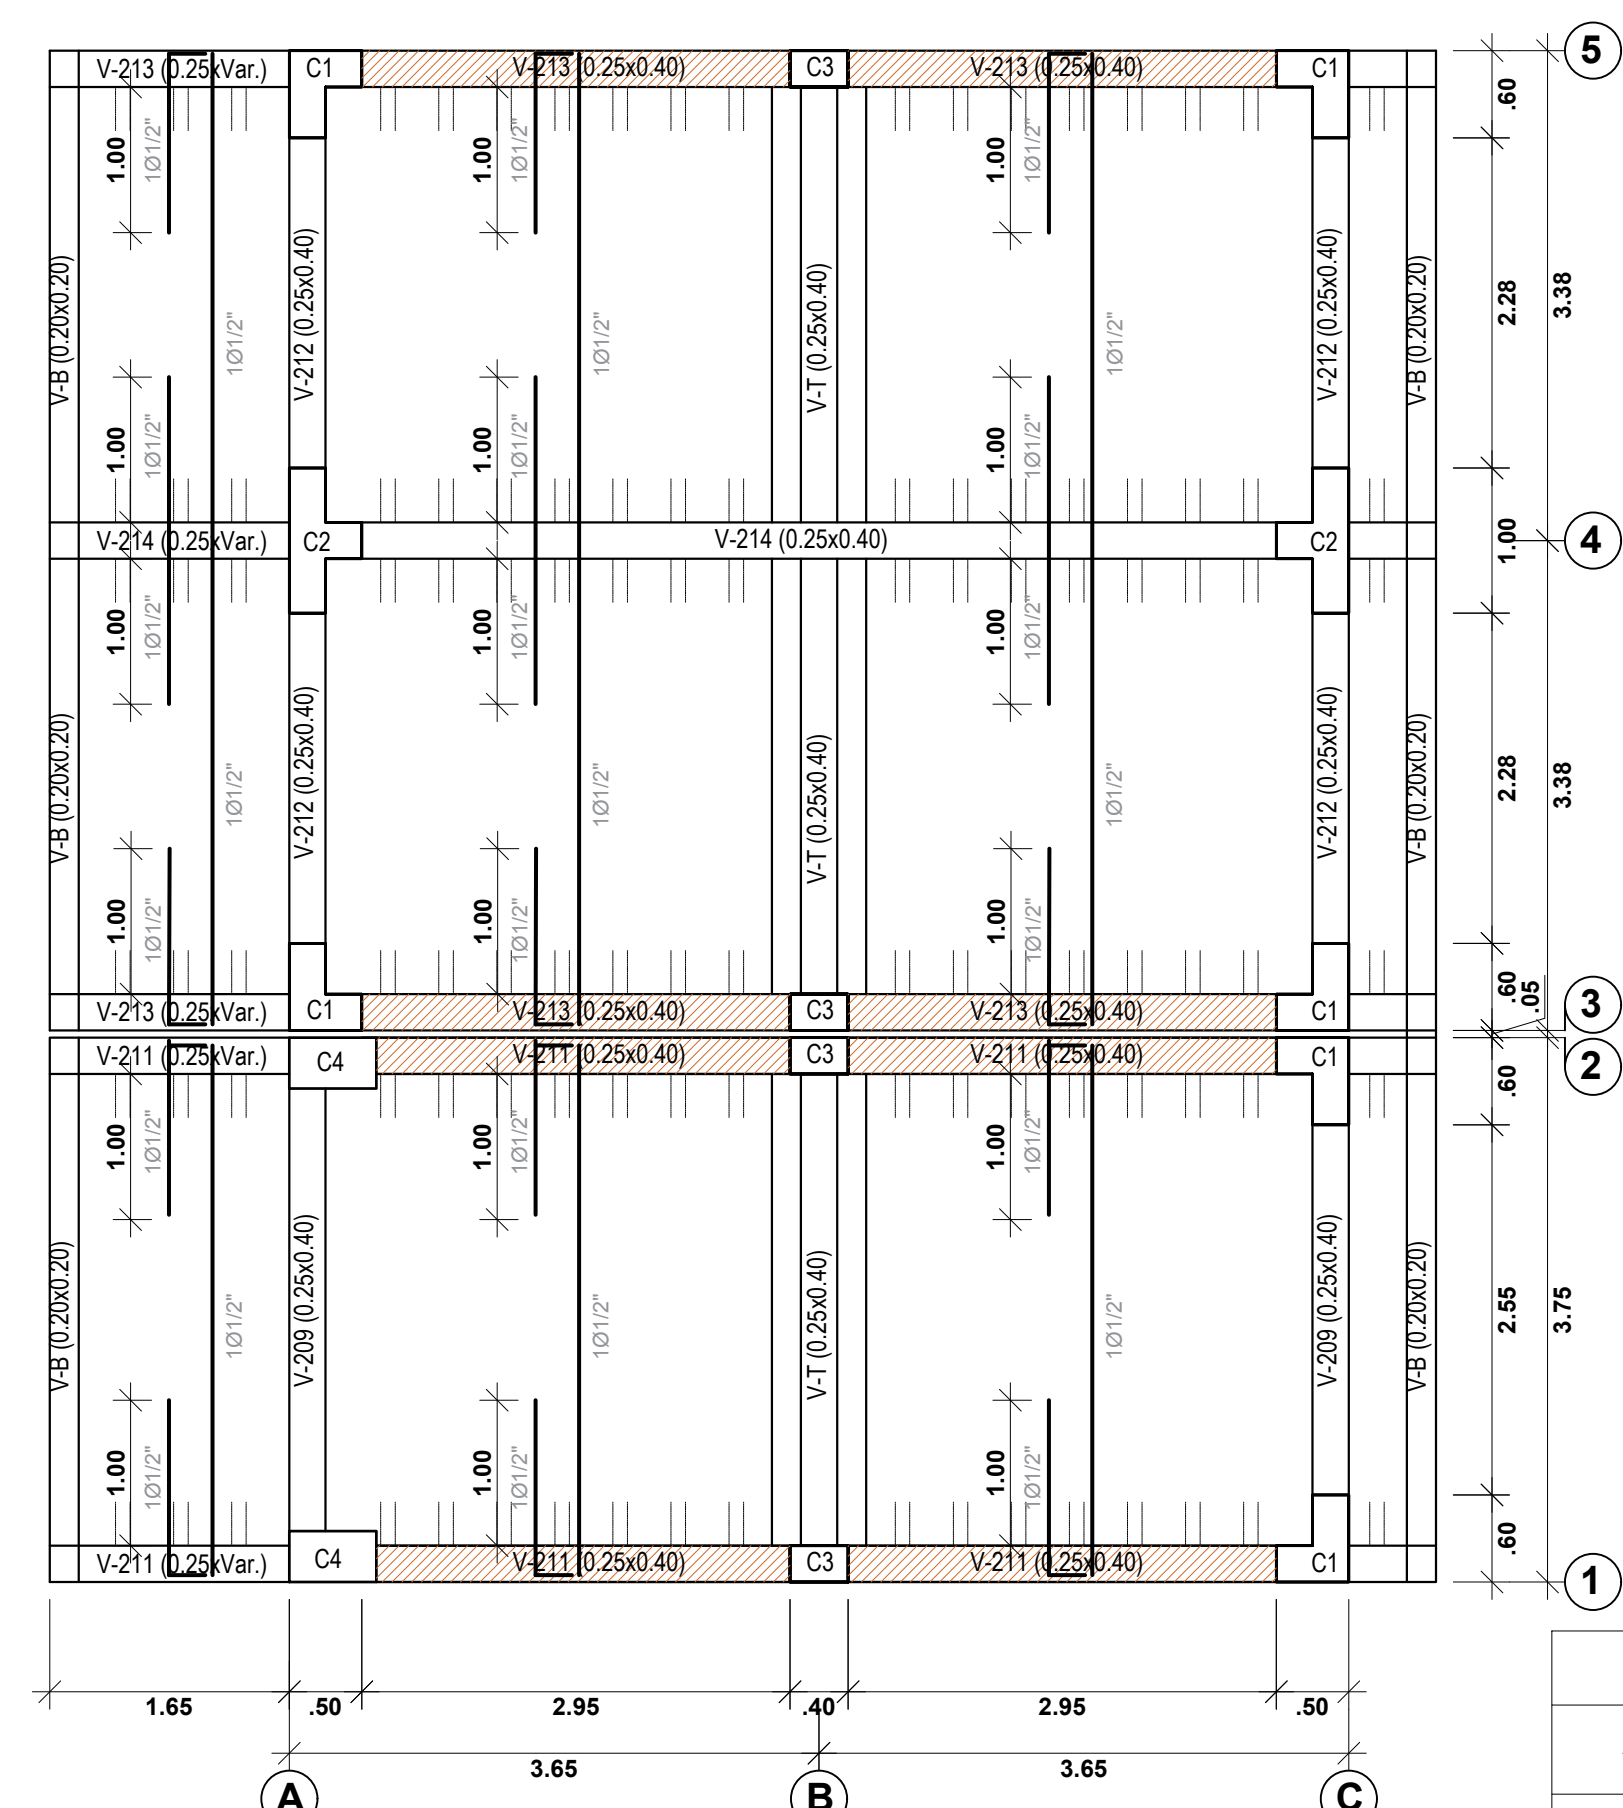 V-213 (0.25xVar.) C1 V-213 (0.25x0.40) C3 V-213 (0.25x0.40) C1
5
.60
1.00 1Ø1/2" 1.00 1Ø1/2" 1.00 1Ø1/2"
V-B (0.20x0.20) 1Ø1/2" V-212 (0.25x0.40) 1Ø1/2" V-T (0.25x0.40) 1Ø1/2" V-212 (0.25x0.40) V-B (0.20x0.20) 2.28 3.38
1.00 1Ø1/2" 1.00 1Ø1/2" 1.00 1Ø1/2"
V-214 (0.25xVar.) C2 V-214 (0.25x0.40) C2 1.00
4
1.00 1Ø1/2" 1.00 1Ø1/2" 1.00 1Ø1/2"
V-B (0.20x0.20) 1Ø1/2" V-212 (0.25x0.40) 1Ø1/2" V-T (0.25x0.40) 1Ø1/2" V-212 (0.25x0.40) V-B (0.20x0.20) 2.28 3.38
1.00 1Ø1/2" 1.00 1Ø1/2" 1.00 1Ø1/2"
.60 .05
3
V-213 (0.25xVar.) C1 V-213 (0.25x0.40) C3 V-213 (0.25x0.40) C1
V-211 (0.25xVar.) C4 V-211 (0.25x0.40) C3 V-211 (0.25x0.40) C1
2
.60
1.00 1Ø1/2" 1.00 1Ø1/2" 1.00 1Ø1/2"
V-B (0.20x0.20) 1Ø1/2" V-209 (0.25x0.40) 1Ø1/2" V-T (0.25x0.40) 1Ø1/2" V-209 (0.25x0.40) V-B (0.20x0.20) 2.55 3.75
1.00 1Ø1/2" 1.00 1Ø1/2" 1.00 1Ø1/2"
.60
V-211 (0.25xVar.) C4 V-211 (0.25x0.40) C3 V-211 (0.25x0.40) C1
1
1.65 .50 2.95 .40 2.95 .50
3.65 3.65
A B C